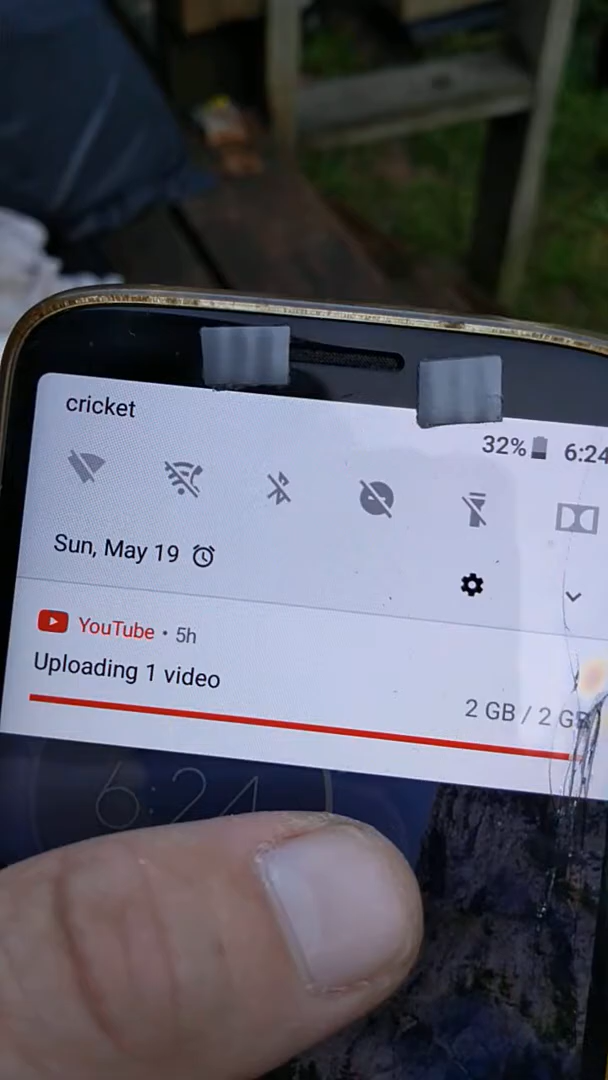 cricket
32% 6:24
Sun, May 19
YouTube • 5h
Uploading 1 video
2 GB / 2 GB
6:24